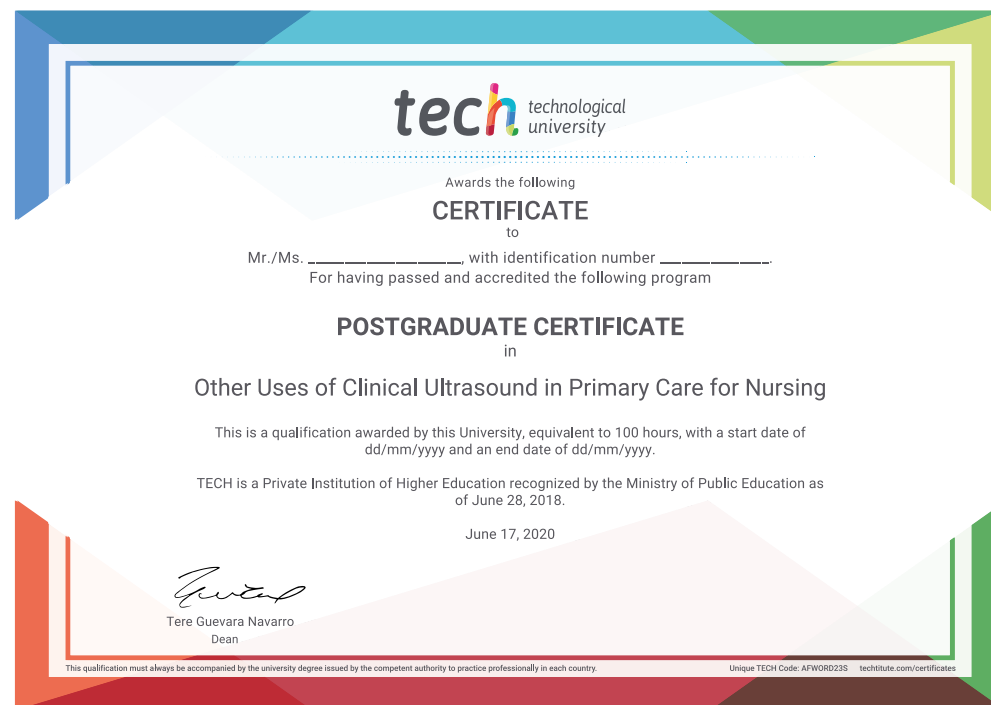 tech technological
university
Awards the following
CERTIFICATE
to
Mr./Ms. ____________________, with identification number ______________.
For having passed and accredited the following program
POSTGRADUATE CERTIFICATE
in
Other Uses of Clinical Ultrasound in Primary Care for Nursing
This is a qualification awarded by this University, equivalent to 100 hours, with a start date of
dd/mm/yyyy and an end date of dd/mm/yyyy.
TECH is a Private Institution of Higher Education recognized by the Ministry of Public Education as
of June 28, 2018.
June 17, 2020
Tere Guevara Navarro
Dean
This qualification must always be accompanied by the university degree issued by the competent authority to practice professionally in each country. Unique TECH Code: AFWORD23S techtitute.com/certificates